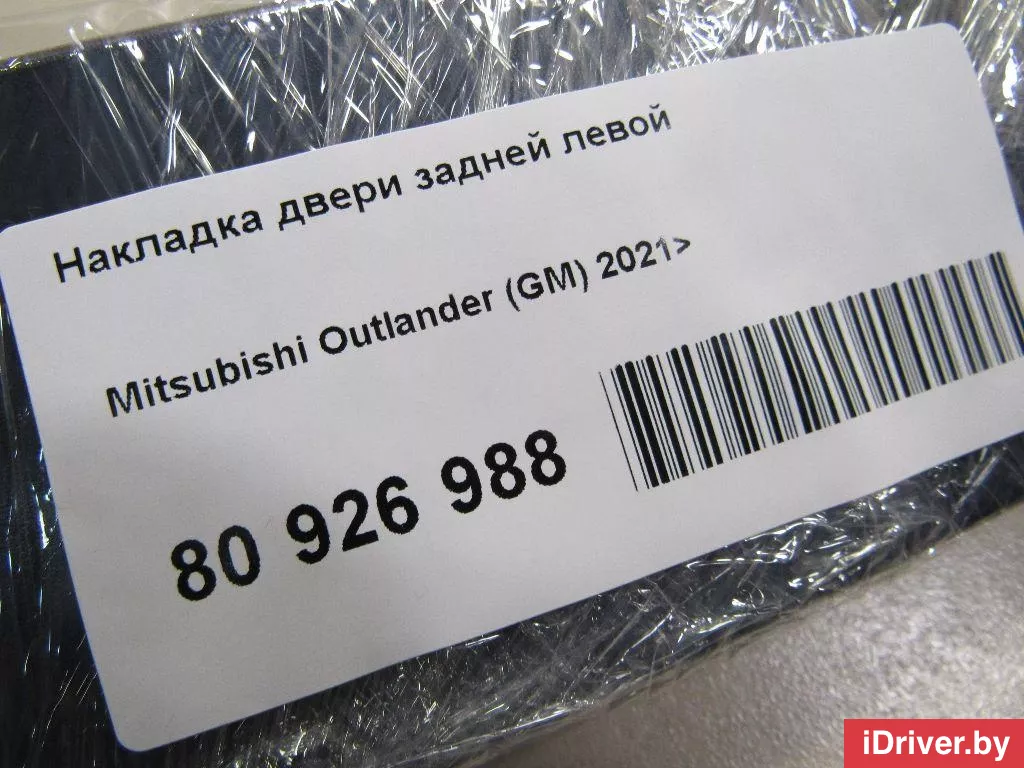 Накладка двери задней левой
Mitsubishi Outlander (GM) 2021>
80 926 988
iDriver.by